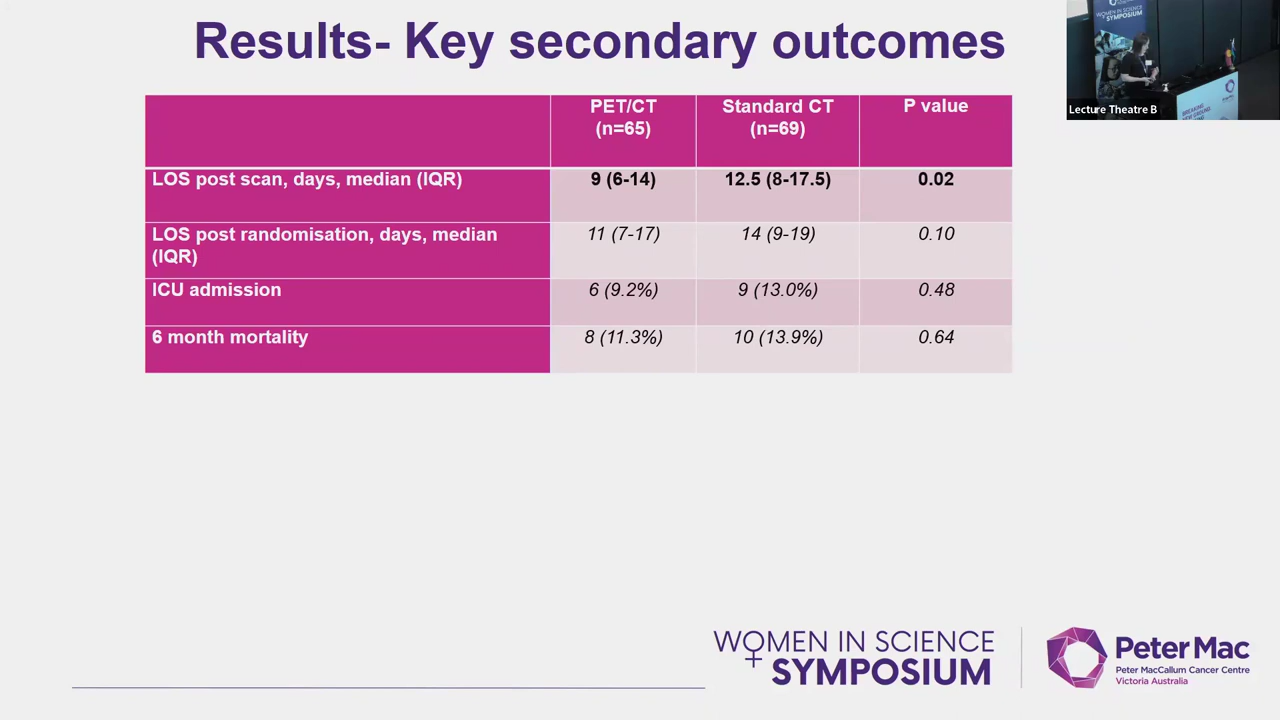 Results- Key secondary outcomes
WOMEN IN SCIENCE
SYMPOSIUM
Lecture Theatre B
PET/CT
(n=65)
Standard CT
(n=69)
P value
LOS post scan, days, median (IQR)
9 (6-14)
12.5 (8-17.5)
0.02
LOS post randomisation, days, median
(IQR)
11 (7-17)
14 (9-19)
0.10
ICU admission
6 (9.2%)
9 (13.0%)
0.48
6 month mortality
8 (11.3%)
10 (13.9%)
0.64
WOMEN IN SCIENCE
SYMPOSIUM
Peter Mac
Peter MacCallum Cancer Centre
Victoria Australia